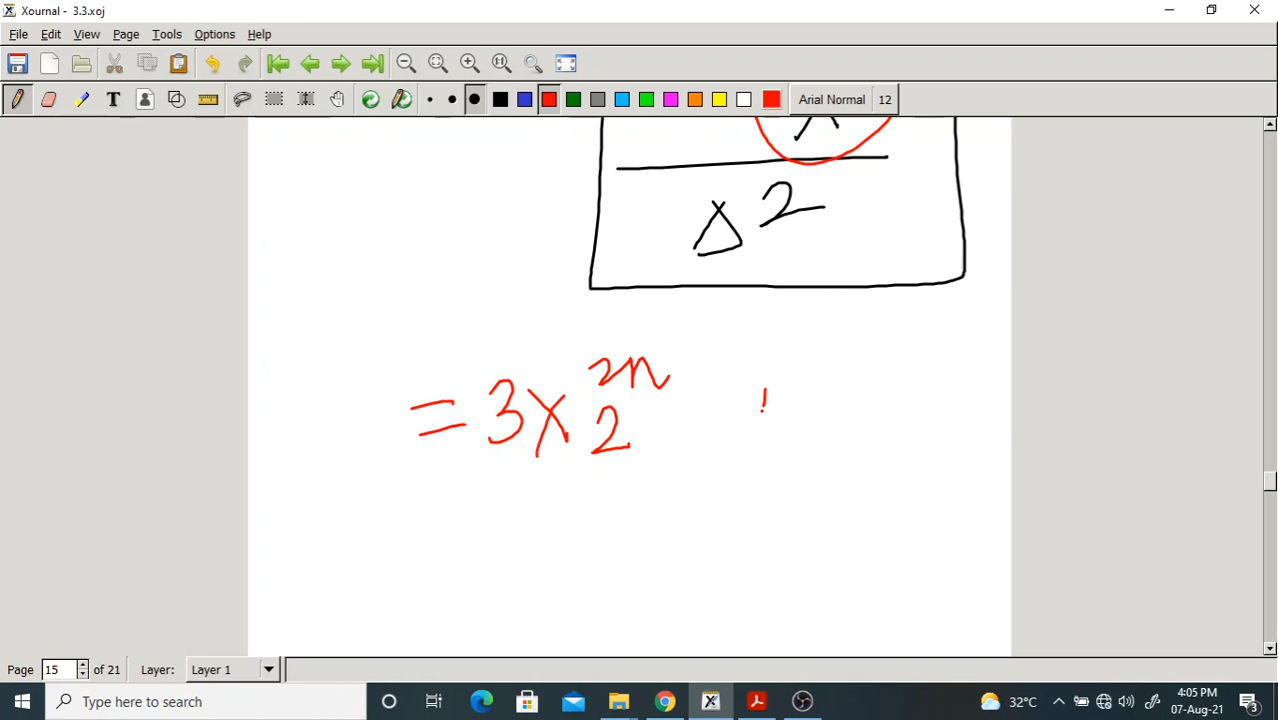 Xournal - 3.3.xoj
File Edit View Page Tools Options Help
T Arial Normal 12
Δ 2
= 3 X 2 2n !
Page 15 of 21 Layer: Layer 1
Type here to search 32°C 4:05 PM
07-Aug-21 3